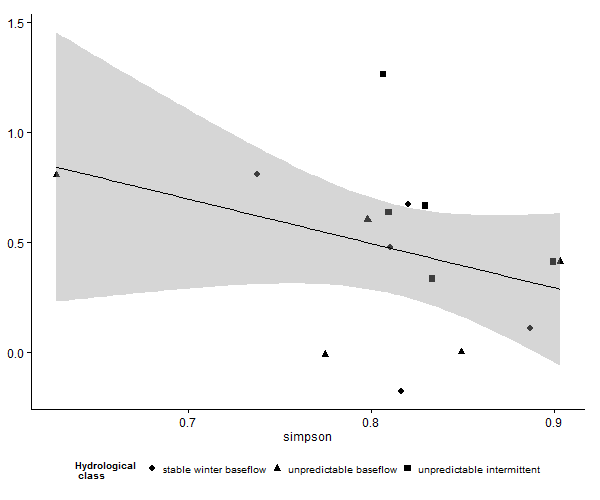 1.5
1.0
0.5
0.0
0.7
0.8
0.9
simpson
Hydrological
class
stable winter baseflow
unpredictable baseflow
unpredictable intermittent